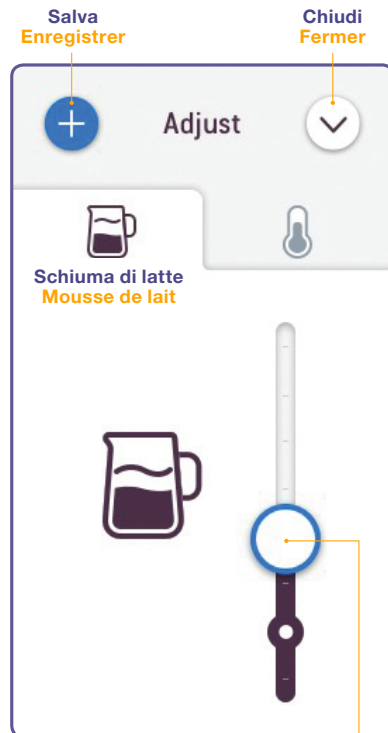 Salva
Enregistrer
Chiudi
Fermer
Adjust
Schiuma di latte
Mousse de lait